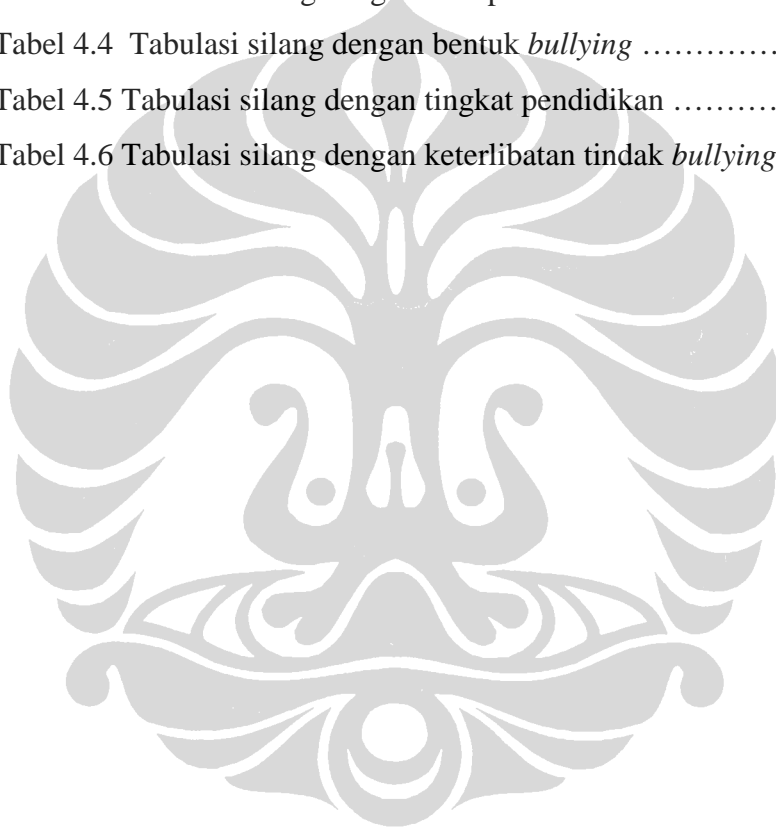 Tabel 4.4 Tabulasi silang dengan bentuk bullying ………….
Tabel 4.5 Tabulasi silang dengan tingkat pendidikan ……….
Tabel 4.6 Tabulasi silang dengan keterlibatan tindak bullying